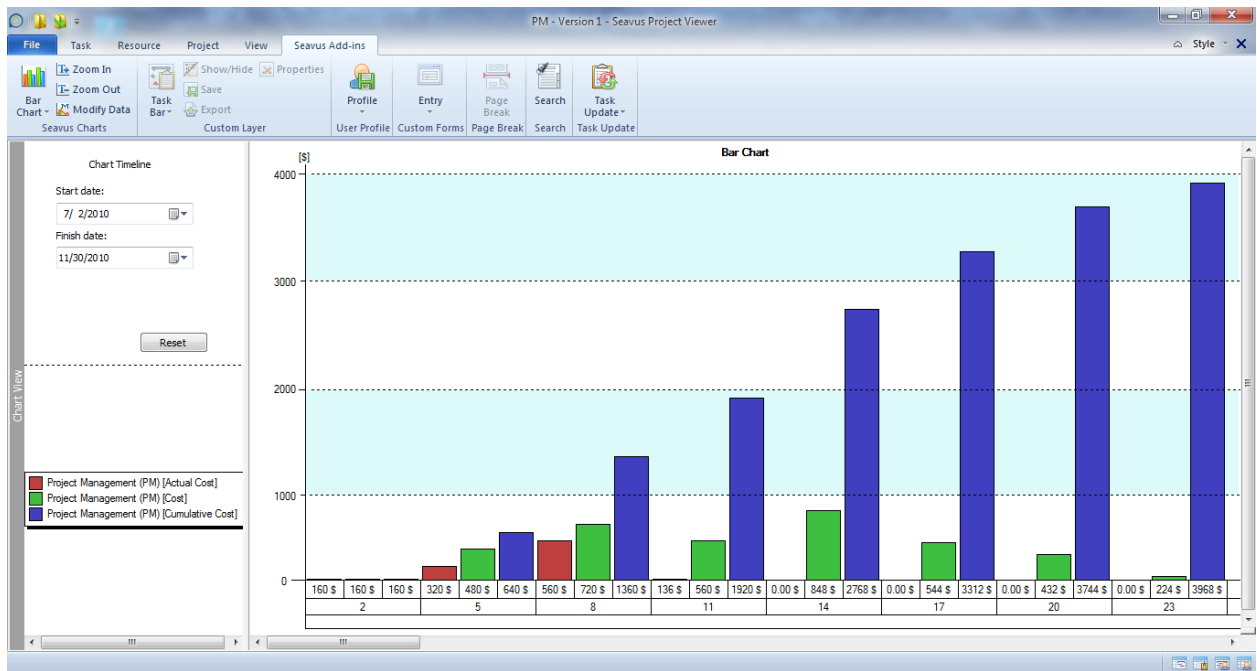 PM - Version 1 - Seavus Project Viewer
File Task Resource Project View Seavus Add-ins Style
Zoom In Show/Hide Properties
Zoom Out Save
Bar Chart Modify Data Task Bar Export Profile Entry Page Break Search Task Update
Seavus Charts Custom Layer User Profile Custom Forms Page Break Search Task Update
Chart View
Chart Timeline
Start date:
7/ 2/2010
Finish date:
11/30/2010
Reset
Project Management (PM) [Actual Cost]
Project Management (PM) [Cost]
Project Management (PM) [Cumulative Cost]
Bar Chart
[$]
4000
3000
2000
1000
0
160 $ 160 $ 160 $ 320 $ 480 $ 640 $ 560 $ 720 $ 1360 $ 136 $ 560 $ 1920 $ 0.00 $ 848 $ 2768 $ 0.00 $ 544 $ 3312 $ 0.00 $ 432 $ 3744 $ 0.00 $ 224 $ 3968 $
2 5 8 11 14 17 20 23